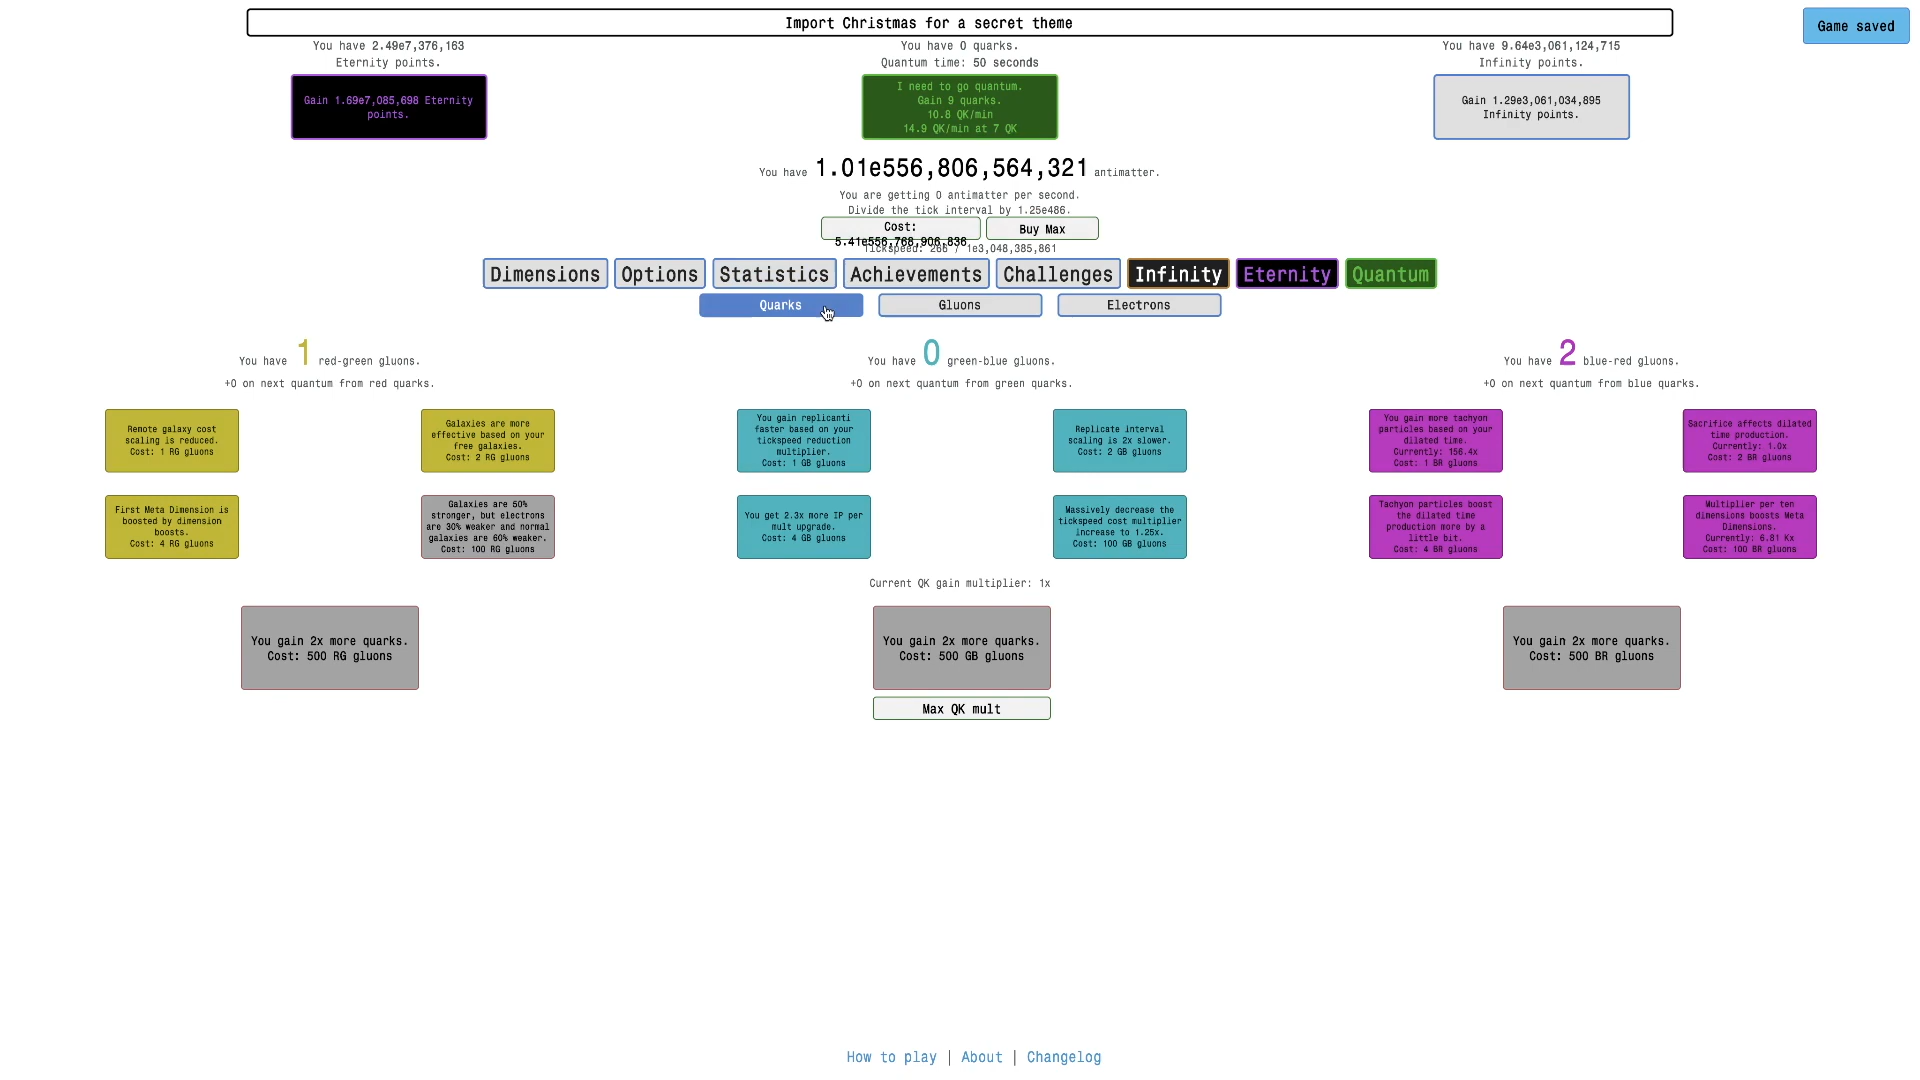 Import Christmas for a secret theme
Game saved
You have 2.49e7,376,163
Eternity points.
You have 0 quarks.
Quantum time: 50 seconds
You have 9.64e3,061,124,715
Infinity points.
Gain 1.69e7,085,698 Eternity
points.
I need to go quantum.
Gain 9 quarks.
10.8 QK/min
14.9 QK/min at 7 QK
Gain 1.29e3,061,034,895
Infinity points.
You have 1.01e556,806,564,321 antimatter.
You are getting 0 antimatter per second.
Divide the tick interval by 1.25e486.
Cost:
5.41e556,768,906,836
Buy Max
Tickspeed: 266 / 1e3,048,385,861
Dimensions
Options
Statistics
Achievements
Challenges
Infinity
Eternity
Quantum
Quarks
Gluons
Electrons
You have 1 red-green gluons.
+0 on next quantum from red quarks.
You have 0 green-blue gluons.
+0 on next quantum from green quarks.
You have 2 blue-red gluons.
+0 on next quantum from blue quarks.
Remote galaxy cost
scaling is reduced.
Cost: 1 RG gluons
Galaxies are more
effective based on your
free galaxies.
Cost: 2 RG gluons
You gain replicanti
faster based on your
tickspeed reduction
multiplier.
Cost: 1 GB gluons
Replicate interval
scaling is 2x slower.
Cost: 2 GB gluons
You gain more tachyon
particles based on your
dilated time.
Currently: 156.4x
Cost: 1 BR gluons
Sacrifice affects dilated
time production.
Currently: 1.0x
Cost: 2 BR gluons
First Meta Dimension is
boosted by dimension
boosts.
Cost: 4 RG gluons
Galaxies are 50%
stronger, but electrons
are 30% weaker and normal
galaxies are 60% weaker.
Cost: 100 RG gluons
You get 2.3x more IP per
mult upgrade.
Cost: 4 GB gluons
Massively decrease the
tickspeed cost multiplier
increase to 1.25x.
Cost: 100 GB gluons
Tachyon particles boost
the dilated time
production more by a
little bit.
Cost: 4 BR gluons
Multiplier per ten
dimensions boosts Meta
Dimensions.
Currently: 6.81 Kx
Cost: 100 BR gluons
Current QK gain multiplier: 1x
You gain 2x more quarks.
Cost: 500 RG gluons
You gain 2x more quarks.
Cost: 500 GB gluons
You gain 2x more quarks.
Cost: 500 BR gluons
Max QK mult
How to play | About | Changelog